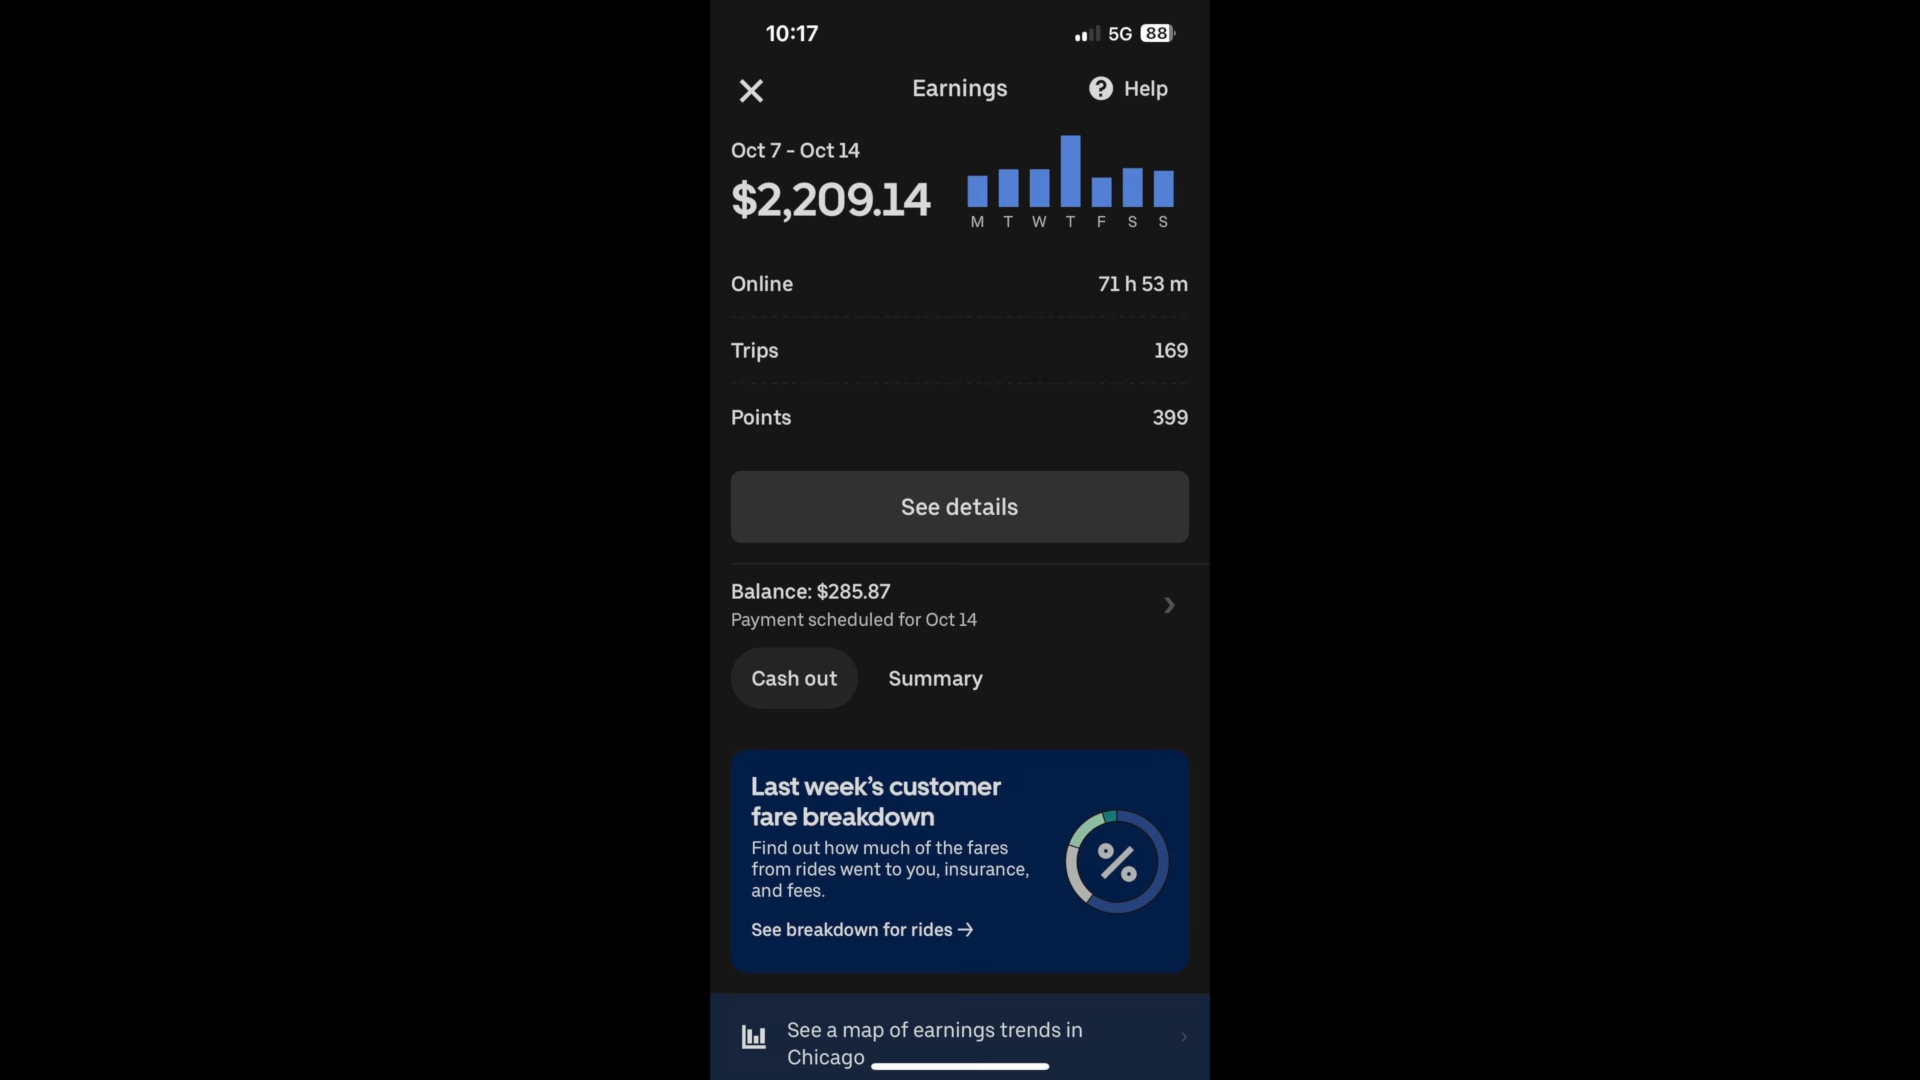 10:17
5G 88
Earnings
Help
Oct 7 - Oct 14
$2,209.14
M T W T F S S
Online 71 h 53 m
Trips 169
Points 399
See details
Balance: $285.87
Payment scheduled for Oct 14
Cash out Summary
Last week's customer
fare breakdown
Find out how much of the fares
from rides went to you, insurance,
and fees.
%
See breakdown for rides →
See a map of earnings trends in
Chicago